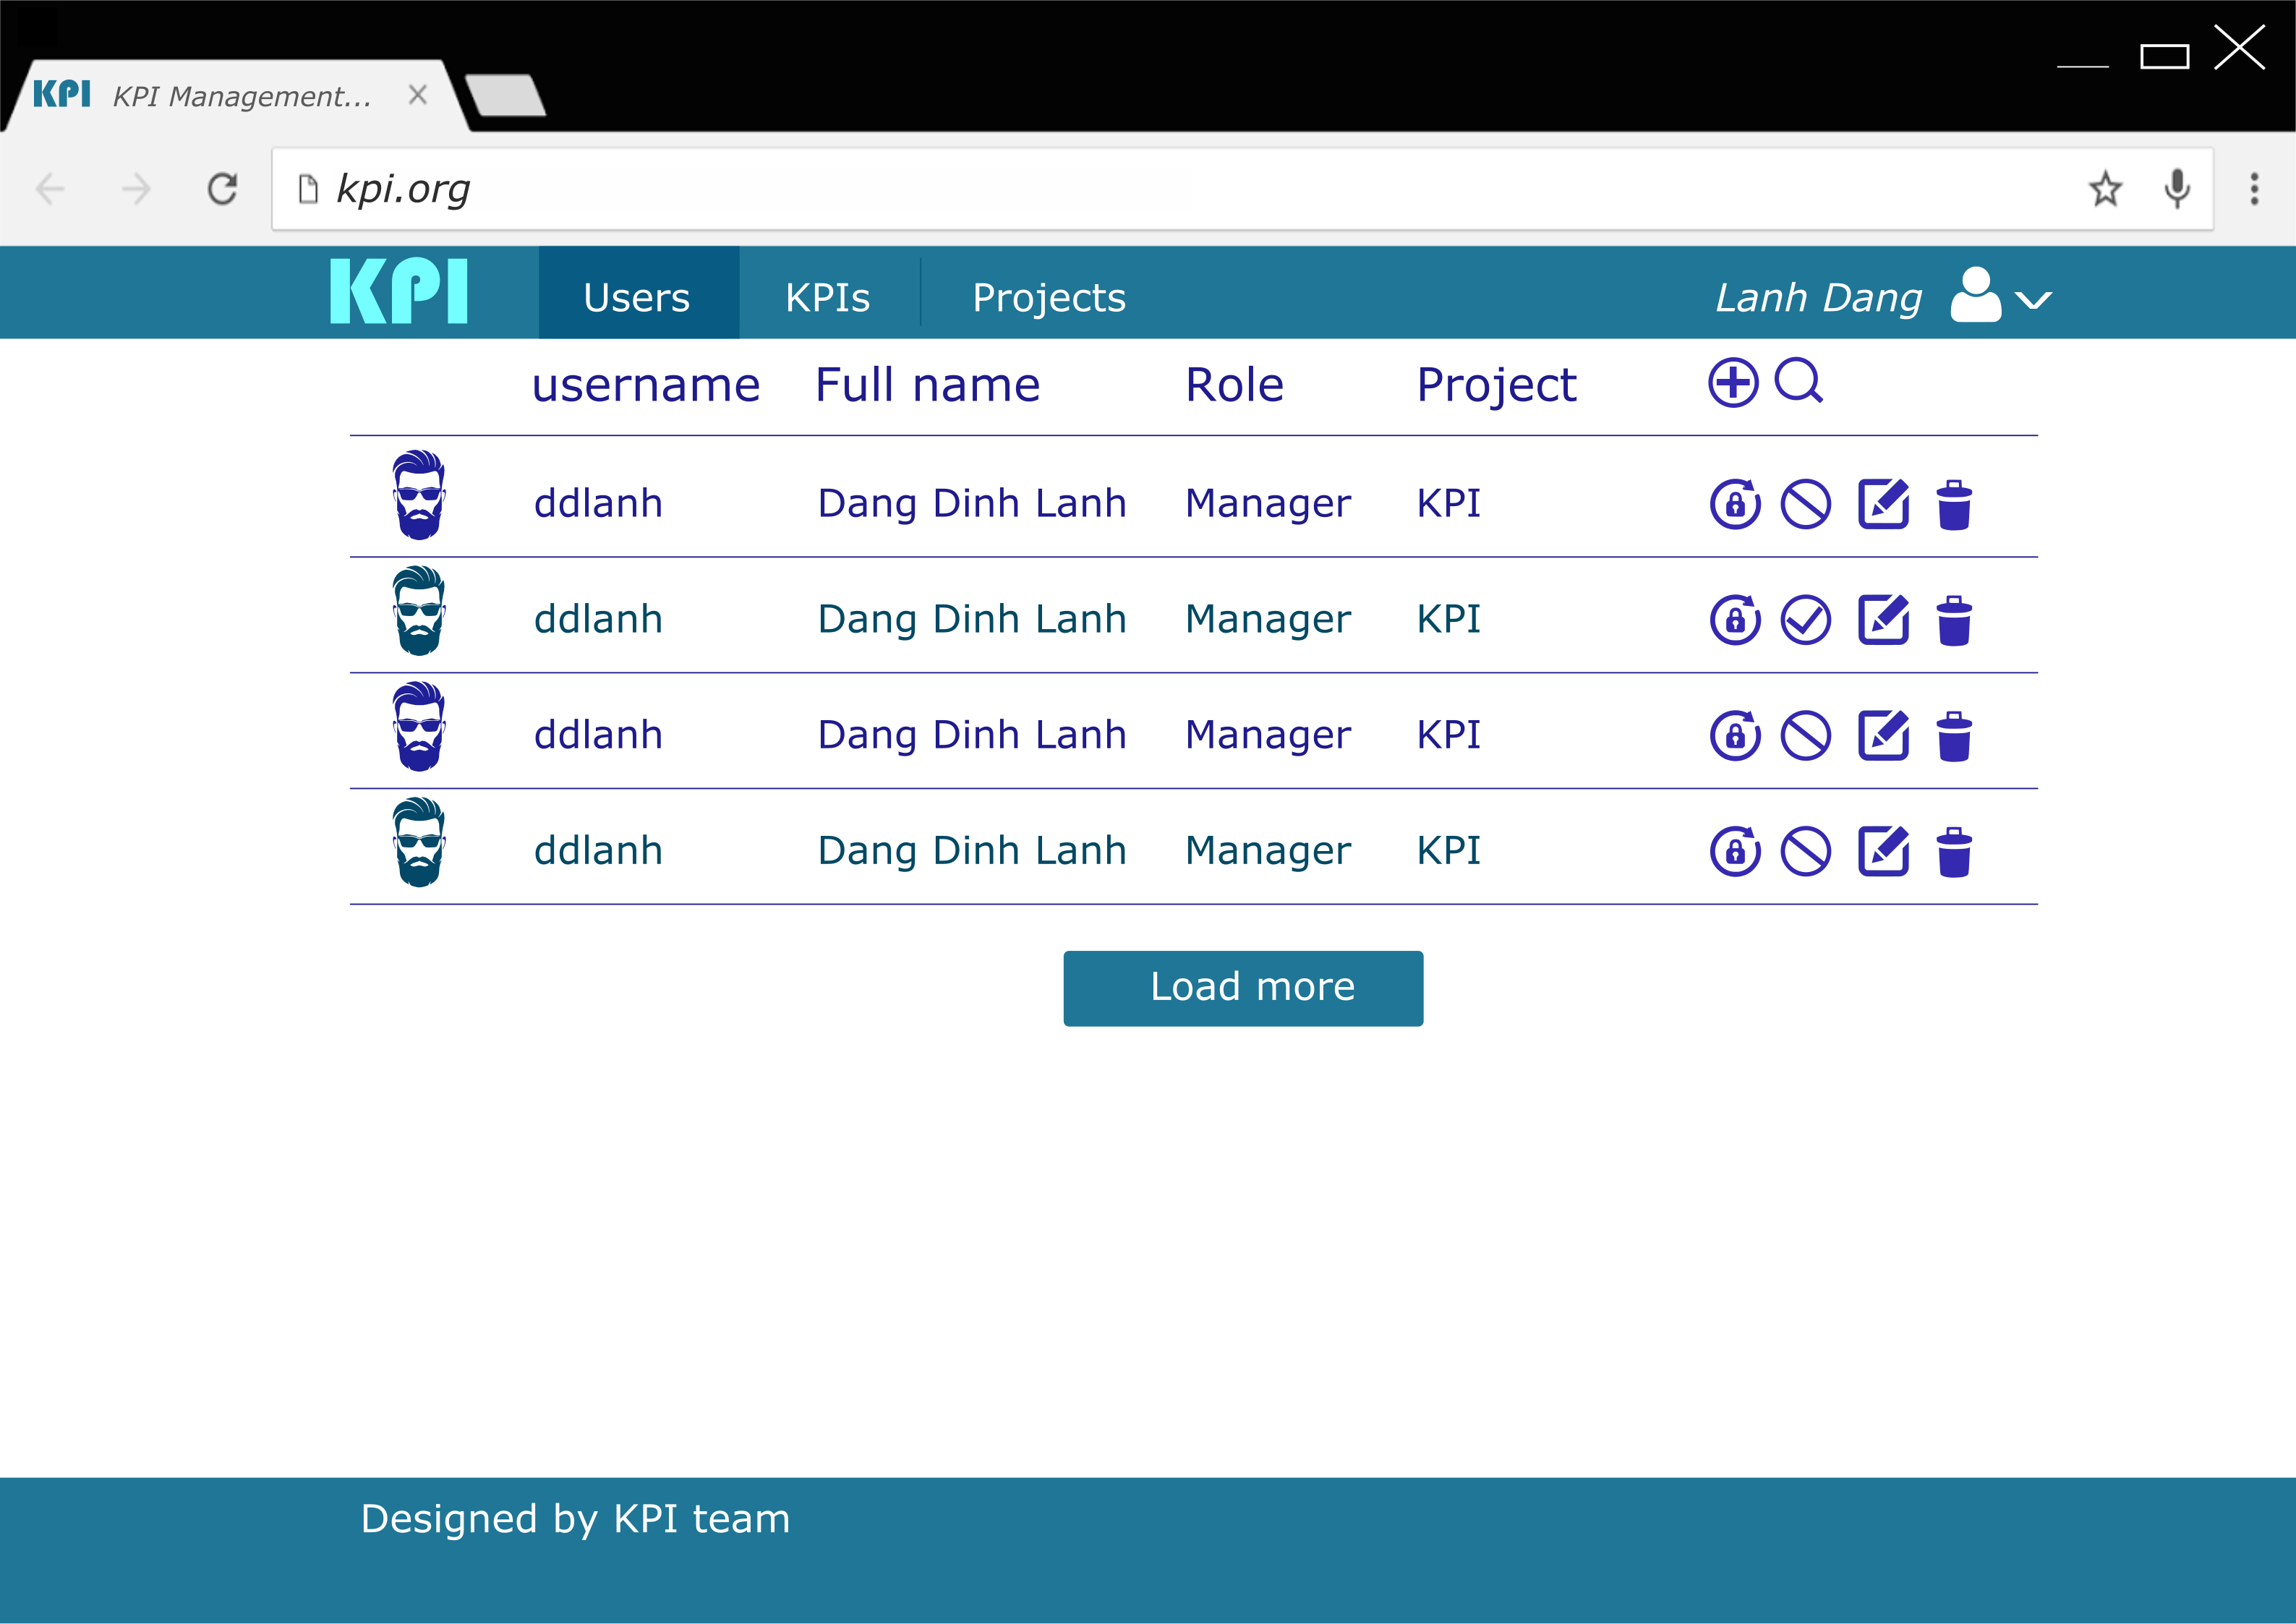 KPI KPI Management...
kpi.org
KPI Users KPIs Projects Lanh Dang
username Full name Role Project
ddlanh Dang Dinh Lanh Manager KPI
ddlanh Dang Dinh Lanh Manager KPI
ddlanh Dang Dinh Lanh Manager KPI
ddlanh Dang Dinh Lanh Manager KPI
Load more
Designed by KPI team